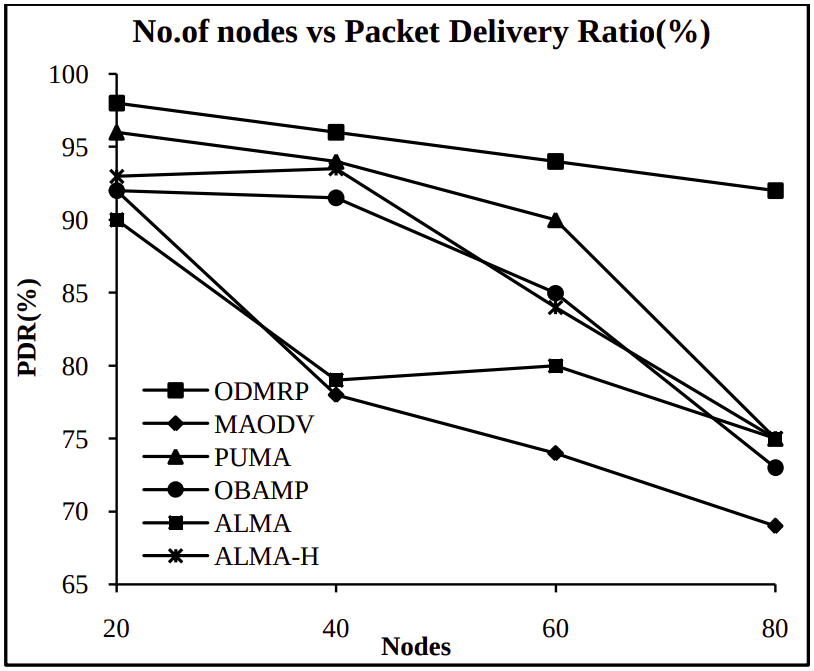 No.of nodes vs Packet Delivery Ratio(%)
100
95
90
85
80
75
70
65
PDR(%)
ODMRP
MAODV
PUMA
OBAMP
ALMA
ALMA-H
20 40 60 80
Nodes